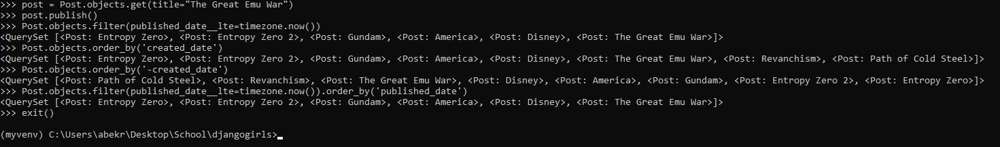 >>> post = Post.objects.get(title="The Great Emu War")
>>> post.publish()
>>> Post.objects.filter(published_date__lte=timezone.now())
<QuerySet [<Post: Entropy Zero>, <Post: Entropy Zero 2>, <Post: Gundam>, <Post: America>, <Post: Disney>, <Post: The Great Emu War>]>
>>> Post.objects.order_by('created_date')
<QuerySet [<Post: Entropy Zero>, <Post: Entropy Zero 2>, <Post: Gundam>, <Post: America>, <Post: Disney>, <Post: The Great Emu War>, <Post: Revanchism>, <Post: Path of Cold Steel>]>
>>> Post.objects.order_by('-created_date')
<QuerySet [<Post: Path of Cold Steel>, <Post: Revanchism>, <Post: The Great Emu War>, <Post: Disney>, <Post: America>, <Post: Gundam>, <Post: Entropy Zero 2>, <Post: Entropy Zero>]>
>>> Post.objects.filter(published_date__lte=timezone.now()).order_by('published_date')
<QuerySet [<Post: Entropy Zero>, <Post: Entropy Zero 2>, <Post: Gundam>, <Post: America>, <Post: Disney>, <Post: The Great Emu War>]>
>>> exit()
(myvenv) C:\Users\abekr\Desktop\School\djangogirls>